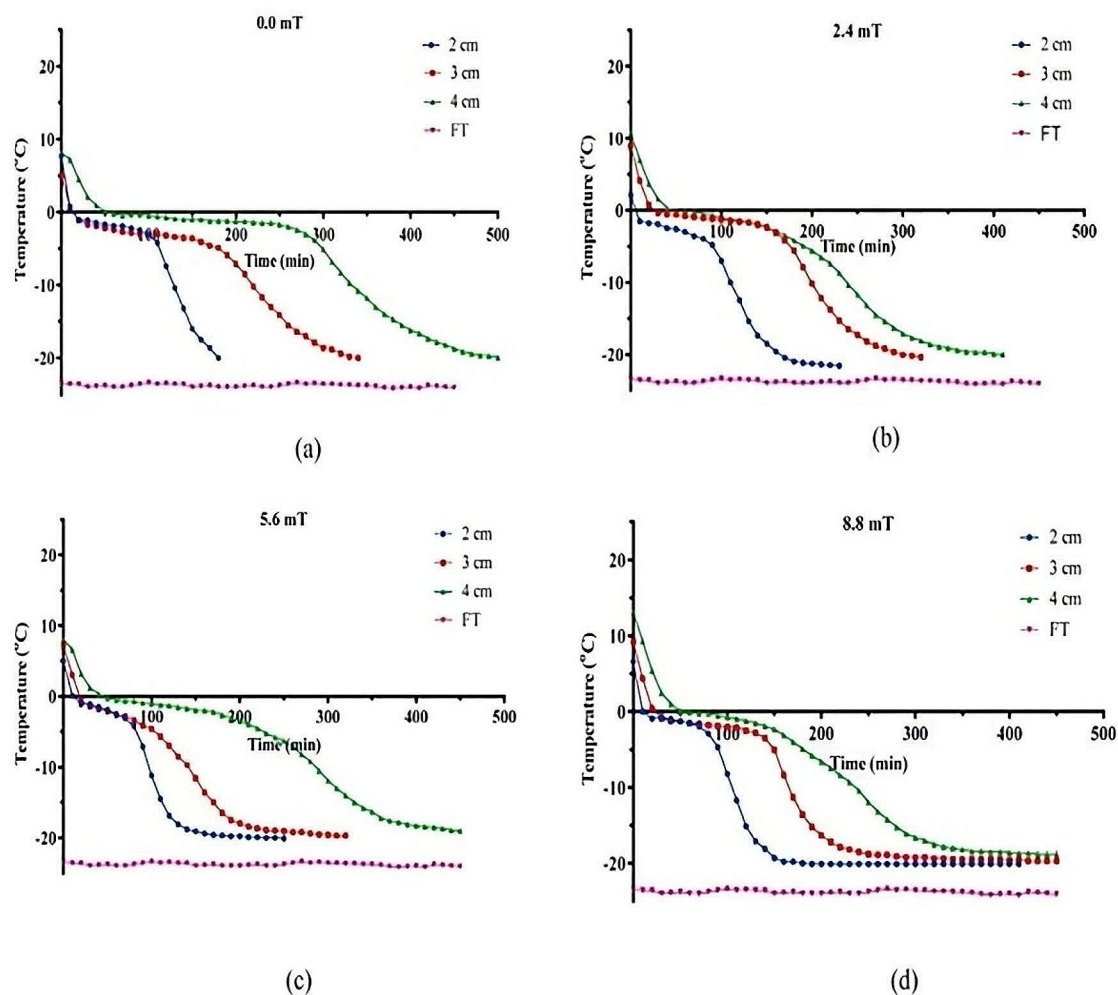 0.0 mT
2 cm
3 cm
4 cm
FT
Temperature (°C)
20
10
0
-10
-20
100
200
300
400
500
Time (min)
(a)
2.4 mT
2 cm
3 cm
4 cm
FT
Temperature (°C)
20
10
0
-10
-20
100
200
300
400
500
Time (min)
(b)
5.6 mT
2 cm
3 cm
4 cm
FT
Temperature (°C)
20
10
0
-10
-20
100
200
300
400
500
Time (min)
(c)
8.8 mT
2 cm
3 cm
4 cm
FT
Temperature (°C)
20
10
0
-10
-20
100
200
300
400
500
Time (min)
(d)